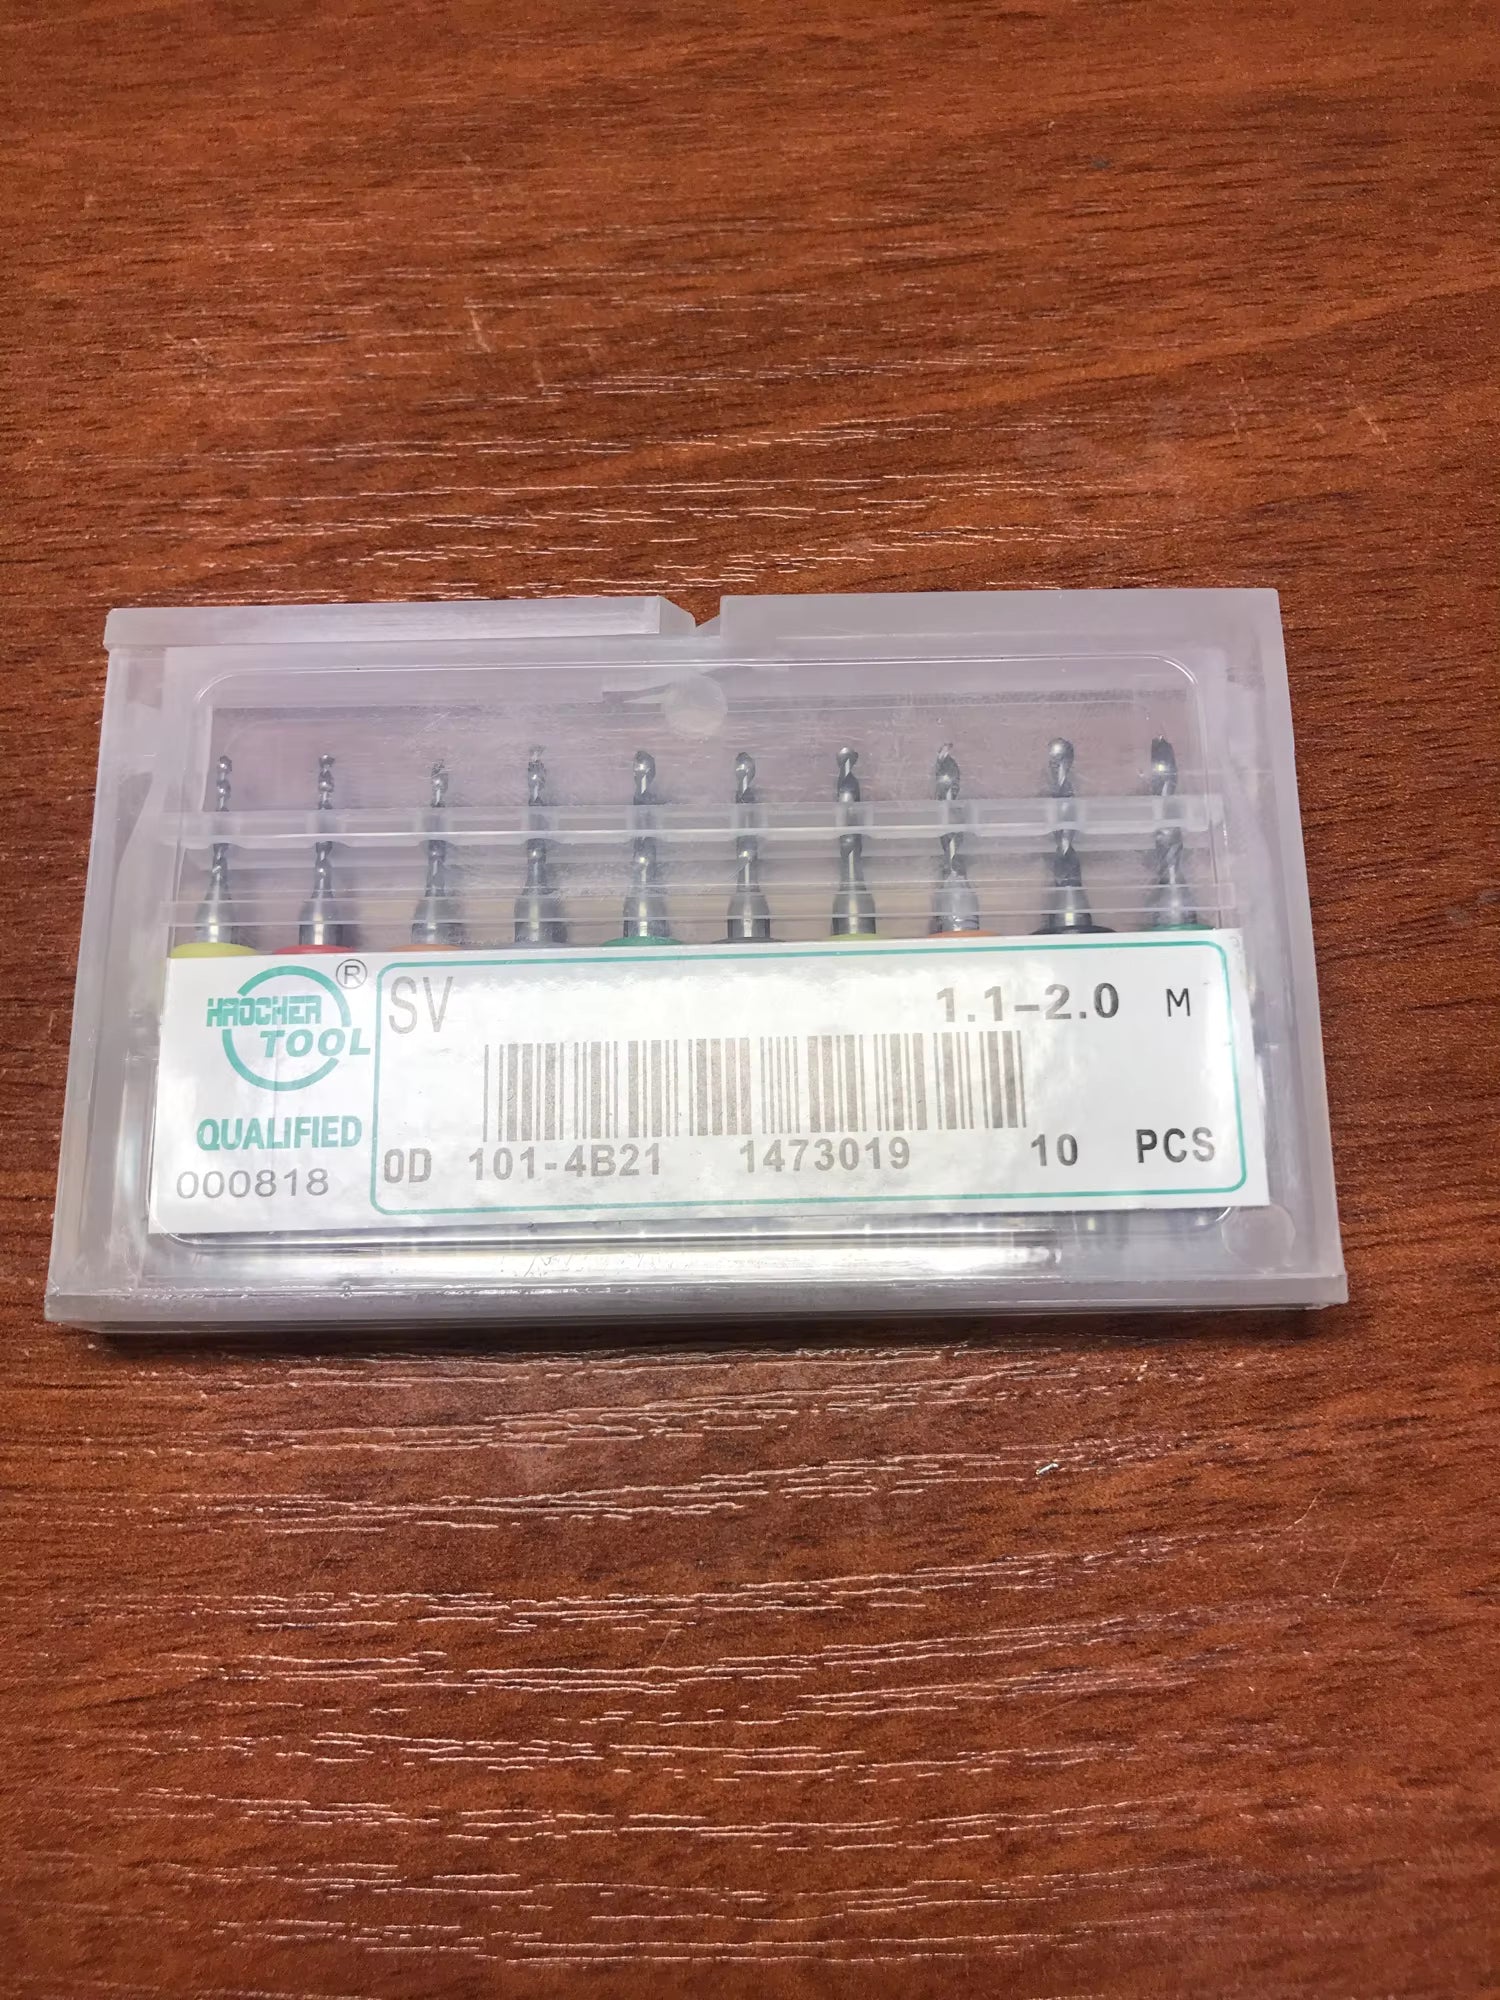 HAOCHER ®
TOOL
QUALIFIED
000818
SV 1.1-2.0 M
0D 101-4B21 1473019 10 PCS